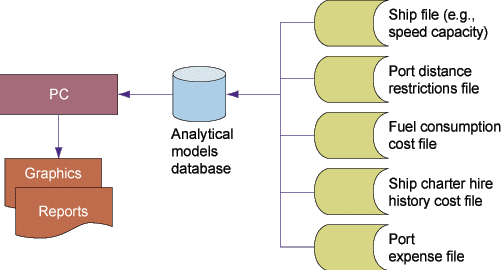 Ship file (e.g.,
speed capacity)
Port distance
restrictions file
PC
Analytical
models
database
Fuel consumption
cost file
Graphics
Reports
Ship charter hire
history cost file
Port
expense file